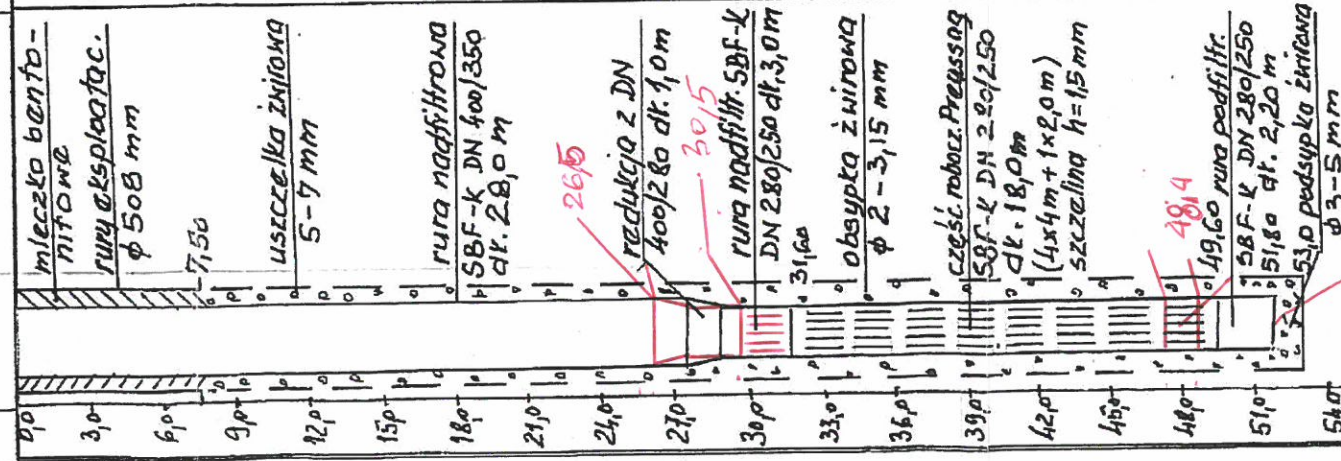 mleczko bento-
nitowe
rury eksploatac.
φ 508 mm
7,50
uszczelka żwirowa
5-7 mm
rura nadfiltrowa
SBF-K DN 400/350
dł. 28,0 m
26,5
redukcja z DN
400/280 dł. 1,0 m
30,5
rura nadfiltr. SBF-K
DN 280/250 dł. 3,0 m
31,60
obsypka żwirowa
φ 2-3,15 mm
część robocz. Preussag
SBF-K DN 280/250
dł. 18,0 m
(4x4m + 1x2,0m)
szczelina h=1,5 mm
48,4
49,60 rura podfiltr.
SBF-K DN 280/250
51,80 dł. 2,20 m
53,0 podsypka żwirowa
φ 3-5 mm
0,0
3,0
6,0
9,0
12,0
15,0
18,0
21,0
24,0
27,0
30,0
33,0
36,0
39,0
42,0
45,0
48,0
51,0
54,0